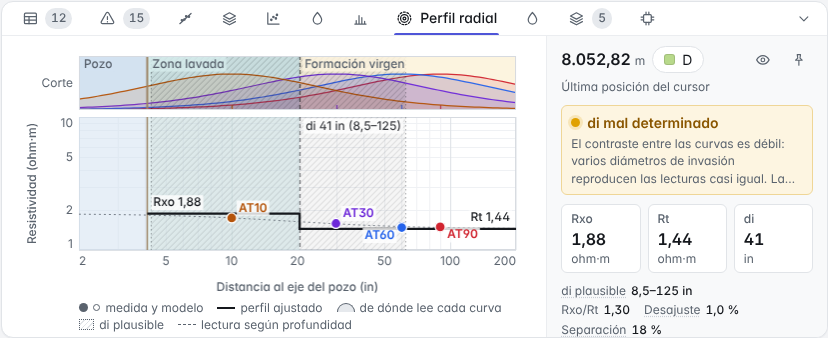 12
15
Perfil radial
5
Pozo
Zona lavada
Formación virgen
Corte
di 41 in (8,5–125)
Resistividad (ohm·m)
10
5
2
1
Rxo 1,88
AT10
AT30
AT60
AT90
Rt 1,44
2
5
10
20
50
100
200
Distancia al eje del pozo (in)
medida y modelo
perfil ajustado
de dónde lee cada curva
di plausible
lectura según profundidad
8.052,82 m
D
Última posición del cursor
di mal determinado
El contraste entre las curvas es débil:
varios diámetros de invasión
reproducen las lecturas casi igual. La...
Rxo
1,88
ohm·m
Rt
1,44
ohm·m
di
41
in
di plausible 8,5–125 in
Rxo/Rt 1,30 Desajuste 1,0 %
Separación 18 %